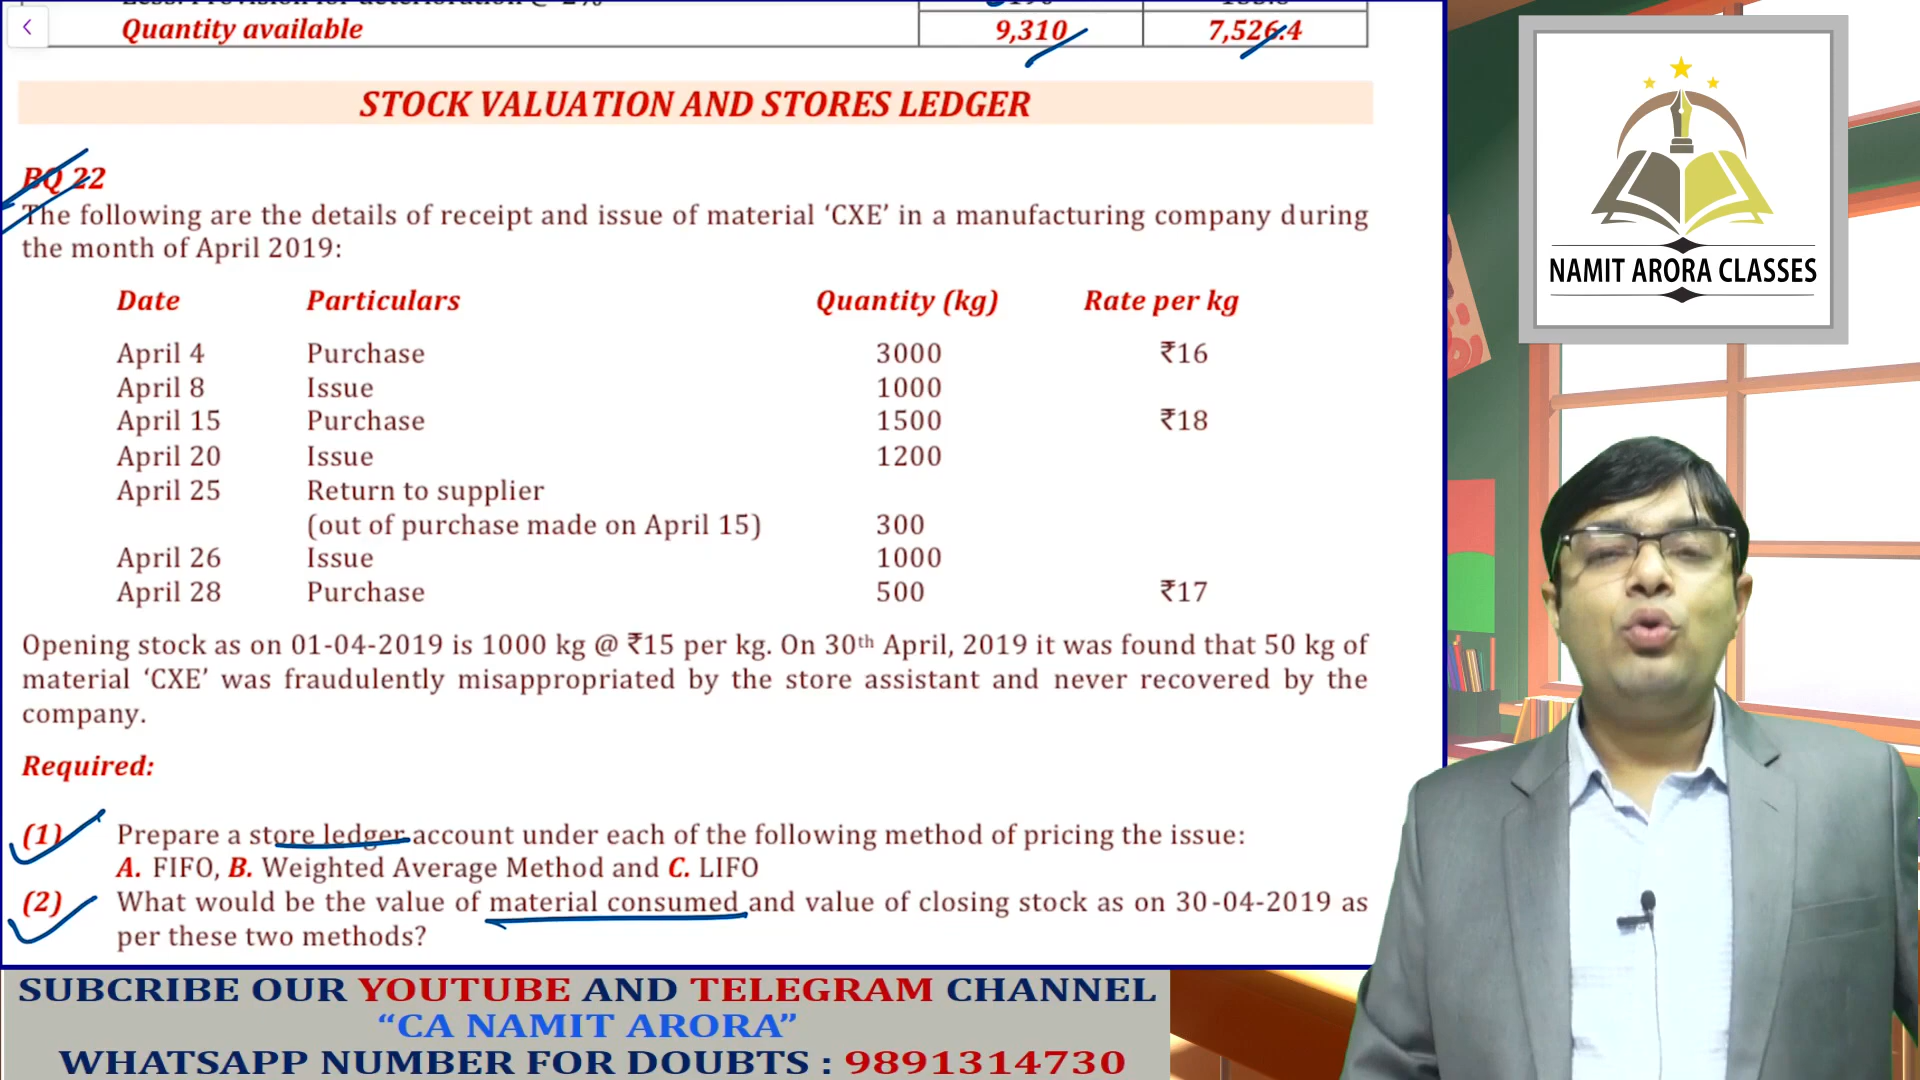 Quantity available 9,310 7,526.4
STOCK VALUATION AND STORES LEDGER
BQ 22
The following are the details of receipt and issue of material ‘CXE’ in a manufacturing company during
the month of April 2019:
Date Particulars Quantity (kg) Rate per kg
April 4 Purchase 3000 ₹16
April 8 Issue 1000
April 15 Purchase 1500 ₹18
April 20 Issue 1200
April 25 Return to supplier
(out of purchase made on April 15) 300
April 26 Issue 1000
April 28 Purchase 500 ₹17
Opening stock as on 01-04-2019 is 1000 kg @ ₹15 per kg. On 30th April, 2019 it was found that 50 kg of
material ‘CXE’ was fraudulently misappropriated by the store assistant and never recovered by the
company.
Required:
(1) Prepare a store ledger account under each of the following method of pricing the issue:
A. FIFO, B. Weighted Average Method and C. LIFO
(2) What would be the value of material consumed and value of closing stock as on 30-04-2019 as
per these two methods?
NAMIT ARORA CLASSES
SUBCRIBE OUR YOUTUBE AND TELEGRAM CHANNEL
“CA NAMIT ARORA”
WHATSAPP NUMBER FOR DOUBTS : 9891314730